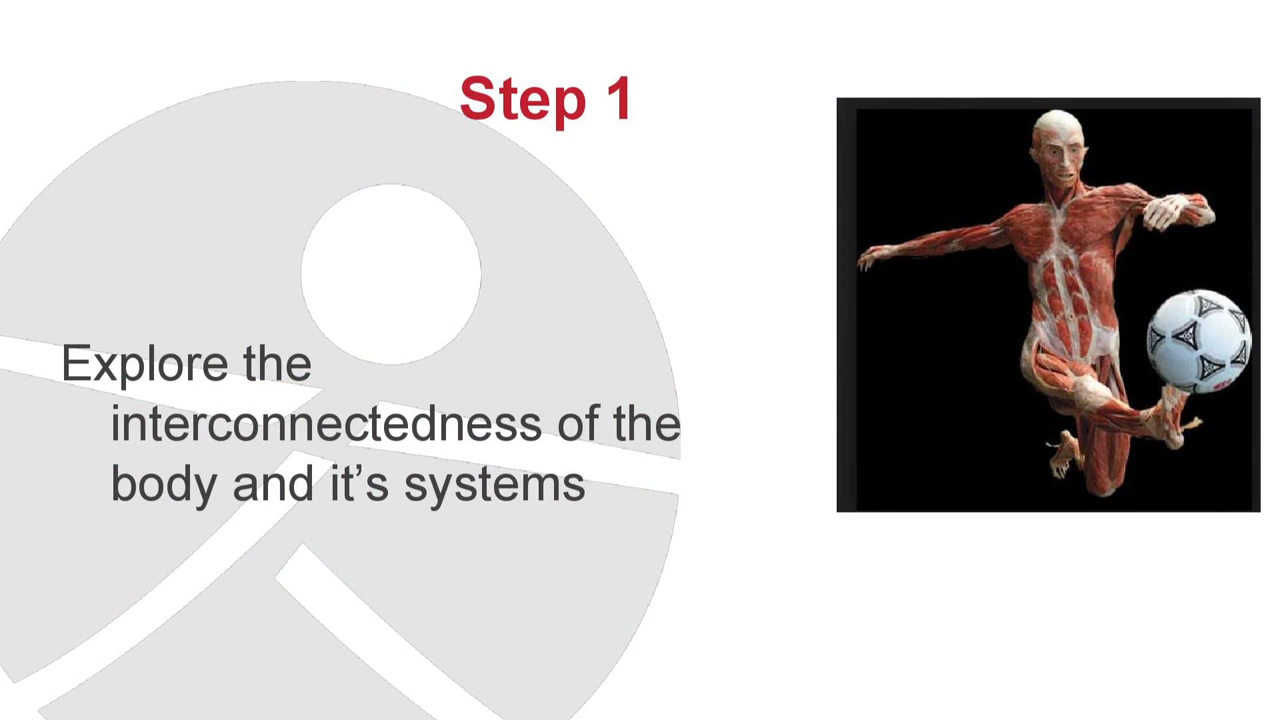 Step 1
Explore the
interconnectedness of the
body and it’s systems